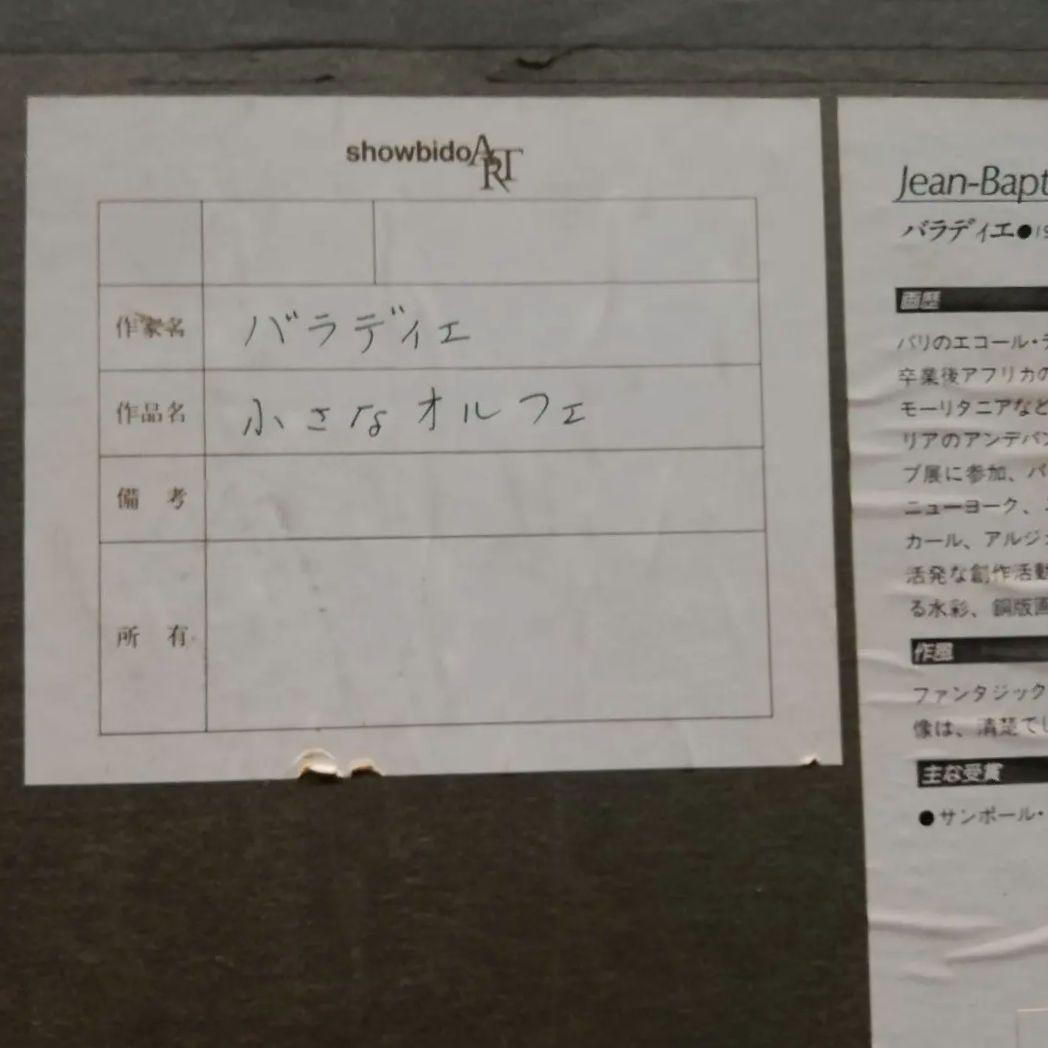 showbido ART
作家名 バラディエ
作品名 小さなオルフェ
備 考
所 有
Jean-Bapt
バラディエ●19
画歴
パリのエコール・デ
卒業後アフリカの
モーリタニアなど
リアのアンデパン
ブ展に参加、パ
ニューヨーク、
カール、アルジ
活発な創作活動
る水彩、銅版画
作風
ファンタジック
像は、清楚でし
主な受賞
●サンポール・